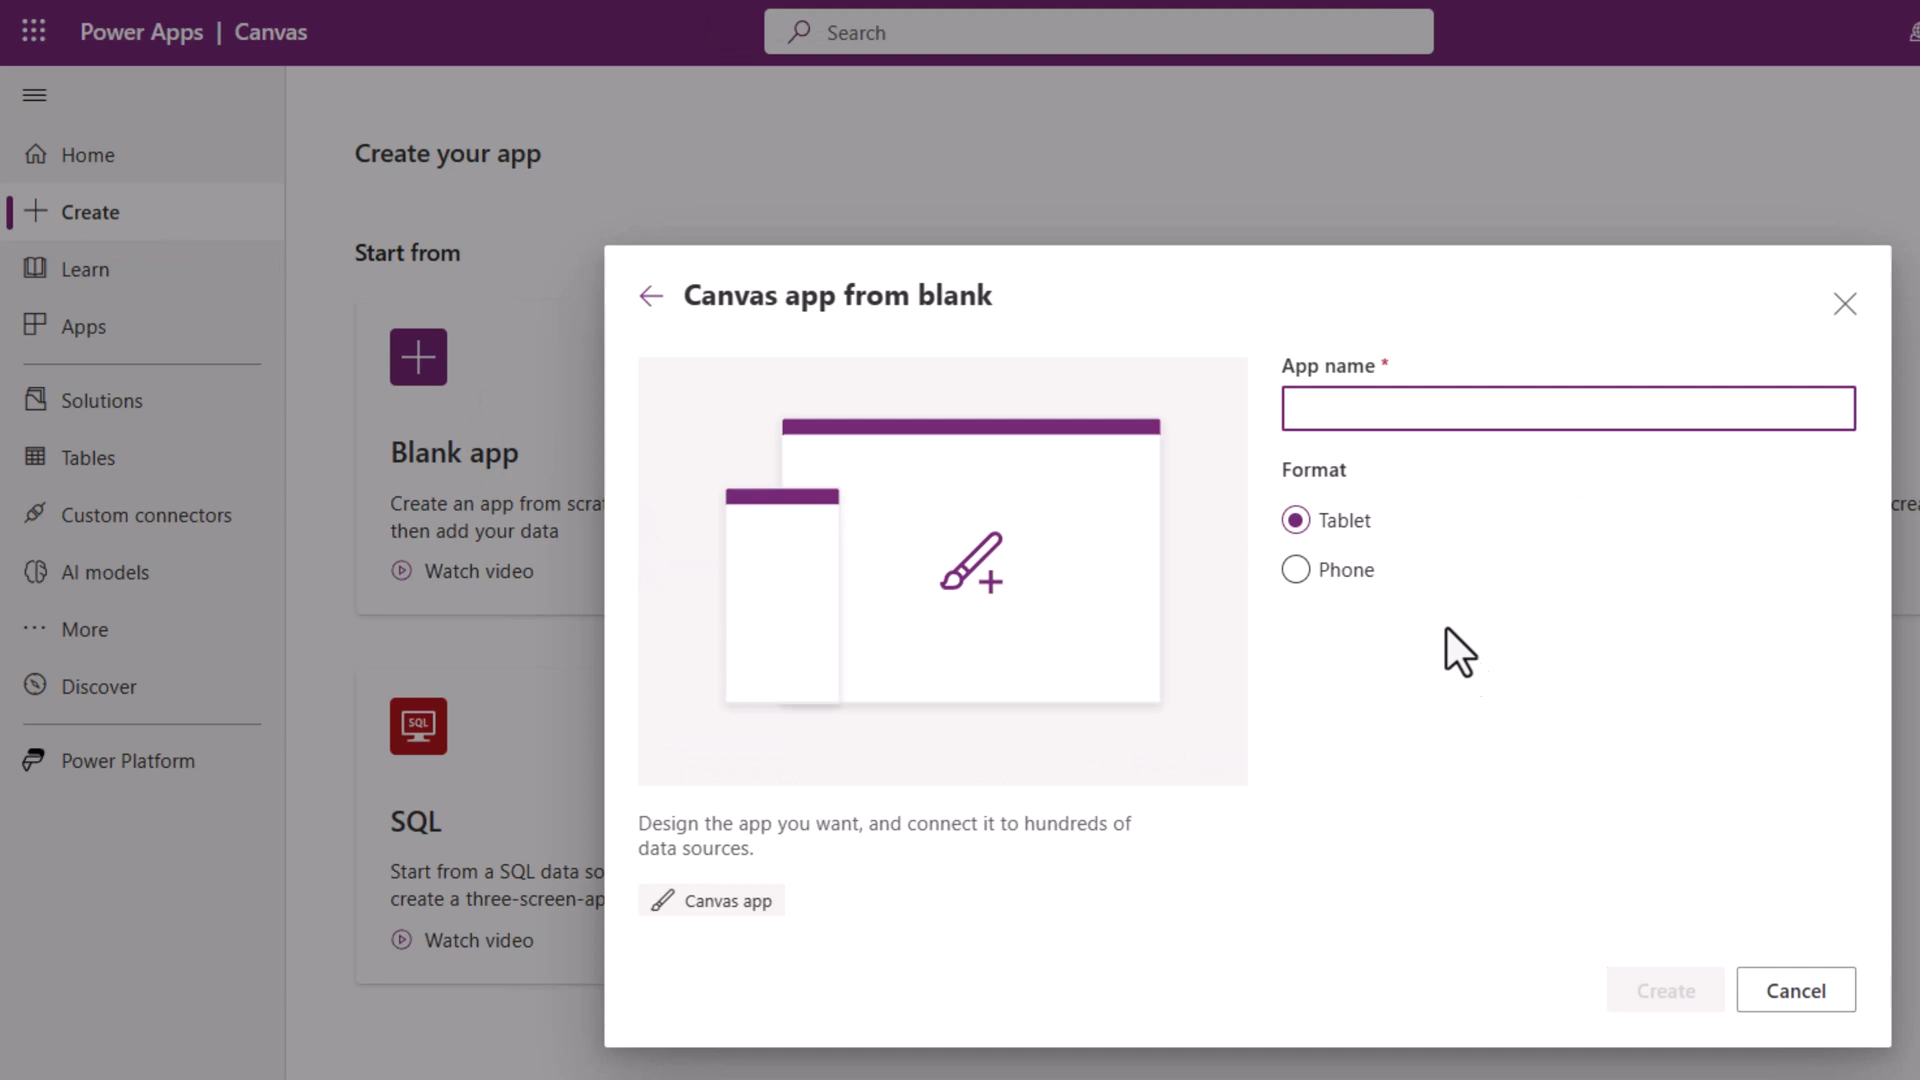 Power Apps | Canvas
Search
Home
Create
Learn
Apps
Solutions
Tables
Custom connectors
AI models
More
Discover
Power Platform
Create your app
Start from
Blank app
Create an app from scrat
then add your data
Watch video
SQL
SQL
Start from a SQL data so
create a three-screen-ap
Watch video
Canvas app from blank
Design the app you want, and connect it to hundreds of
data sources.
Canvas app
App name *
Format
Tablet
Phone
Create
Cancel
crea